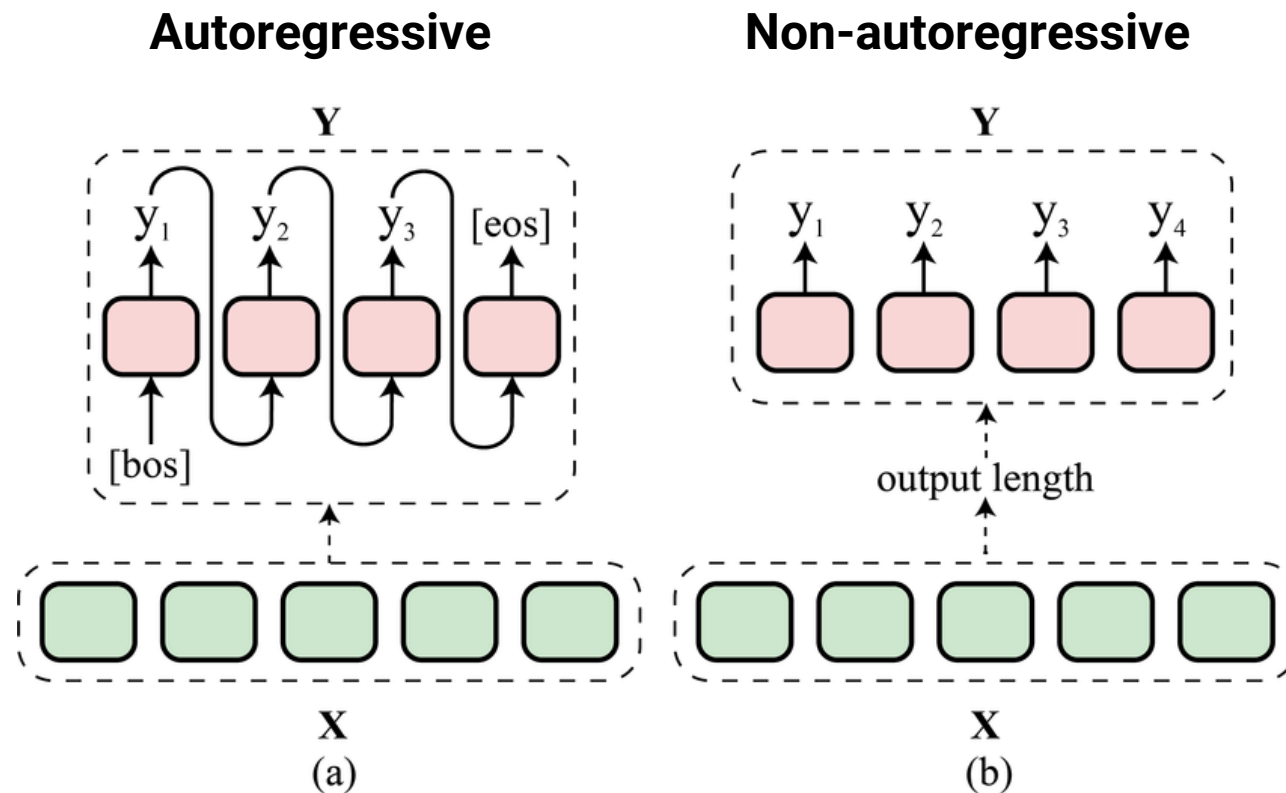 Autoregressive
Non-autoregressive
Y
y₁ y₂ y₃ [eos]
[bos]
X
(a)
Y
y₁ y₂ y₃ y₄
output length
X
(b)